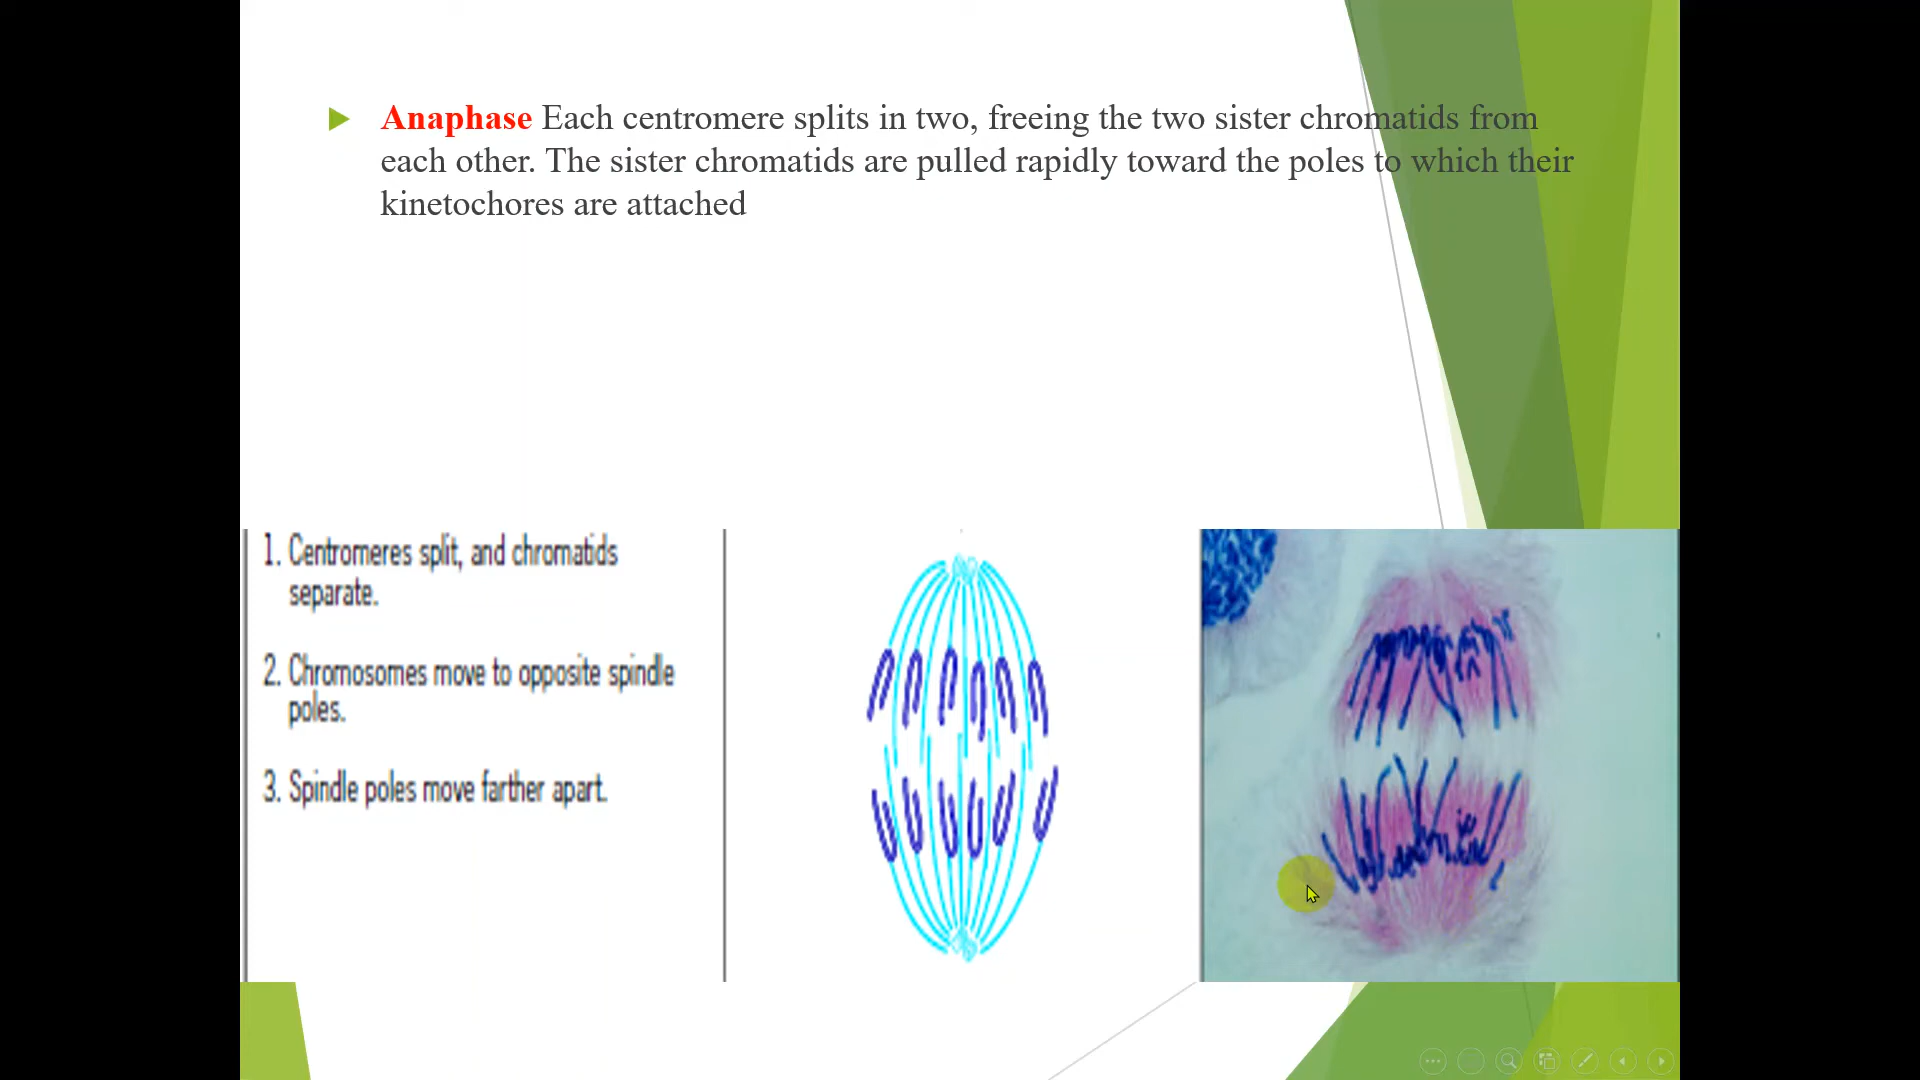 Anaphase Each centromere splits in two, freeing the two sister chromatids from
each other. The sister chromatids are pulled rapidly toward the poles to which their
kinetochores are attached
1. Centromeres split, and chromatids
separate.
2. Chromosomes move to opposite spindle
poles.
3. Spindle poles move farther apart.